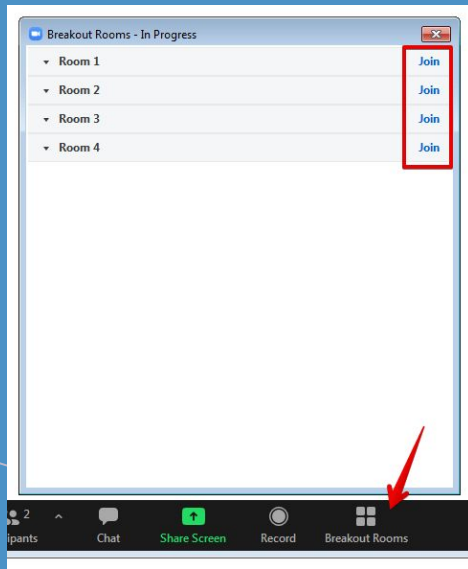 Breakout Rooms - In Progress
Room 1 Join
Room 2 Join
Room 3 Join
Room 4 Join
2
ipants Chat Share Screen Record Breakout Rooms